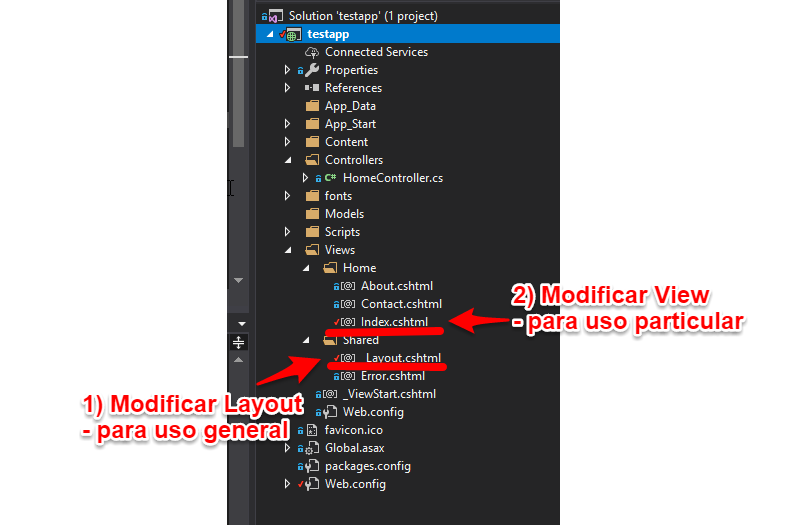 Solution 'testapp' (1 project)
testapp
Connected Services
Properties
References
App_Data
App_Start
Content
Controllers
C# HomeController.cs
fonts
Models
Scripts
Views
Home
[@] About.cshtml
[@] Contact.cshtml
[@] Index.cshtml
2) Modificar View
- para uso particular
Shared
[@] _Layout.cshtml
[@] Error.cshtml
1) Modificar Layout
- para uso general
[@] _ViewStart.cshtml
Web.config
favicon.ico
Global.asax
packages.config
Web.config